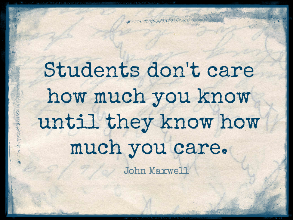 Students don't care
how much you know
until they know how
much you care.
John Maxwell